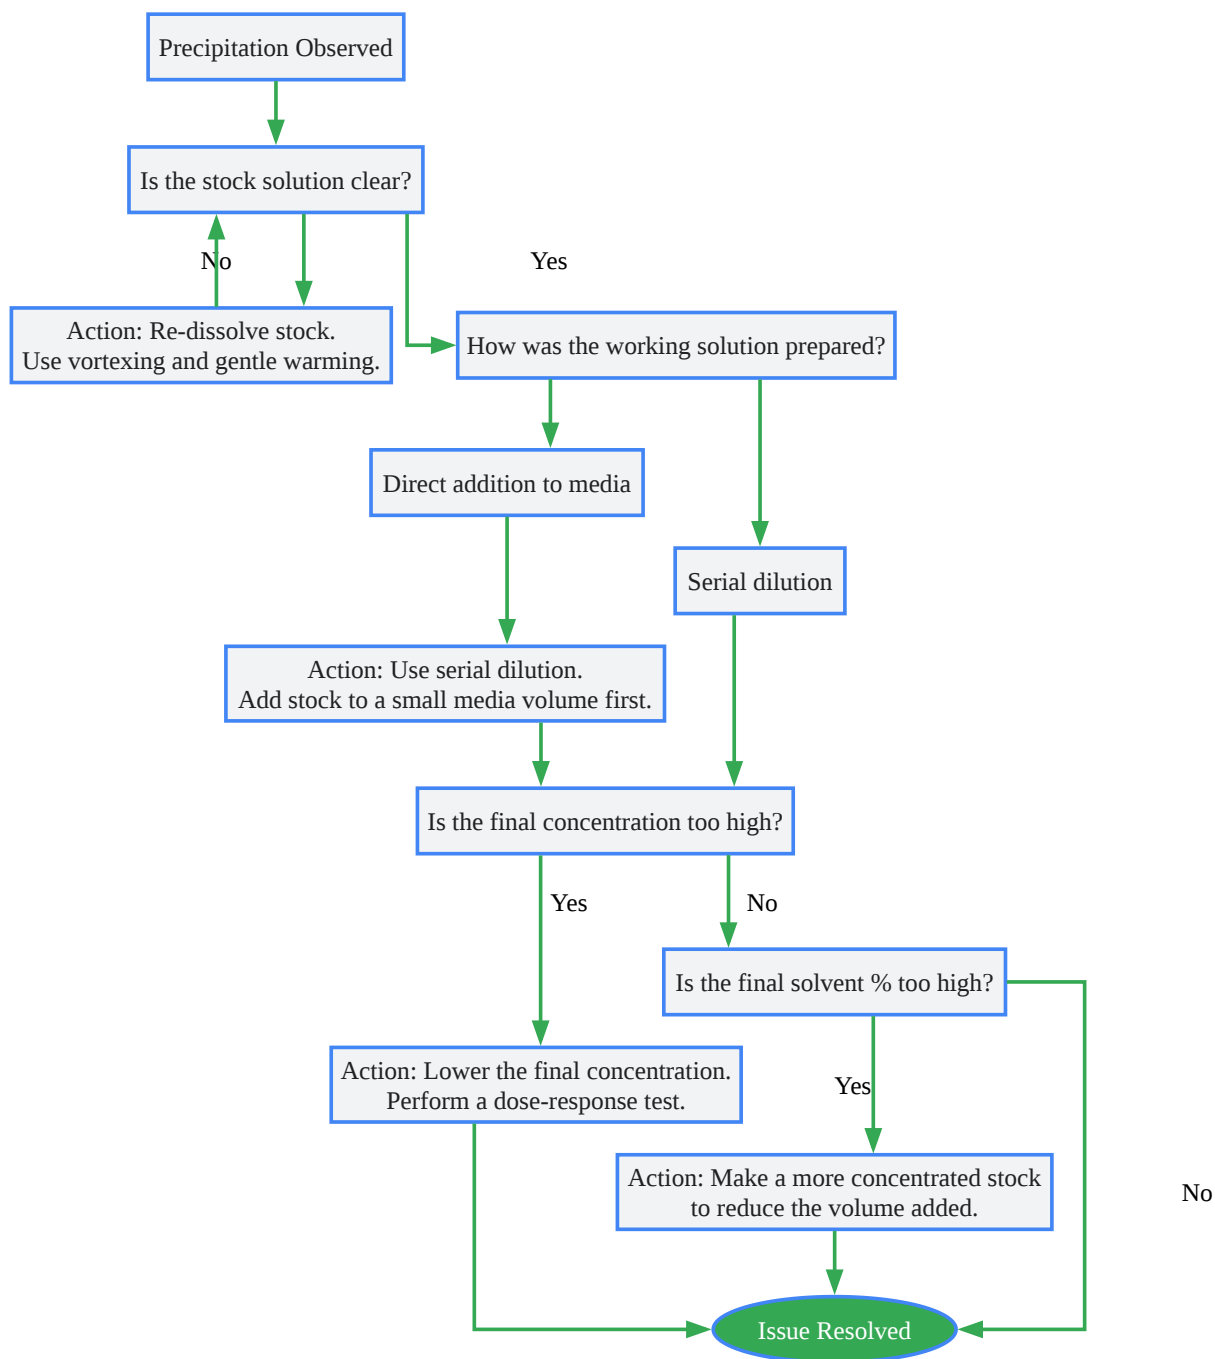 Precipitation Observed
Is the stock solution clear?
No
Yes
Action: Re-dissolve stock.
Use vortexing and gentle warming.
How was the working solution prepared?
Direct addition to media
Serial dilution
Action: Use serial dilution.
Add stock to a small media volume first.
Is the final concentration too high?
Yes
No
Is the final solvent % too high?
Action: Lower the final concentration.
Perform a dose-response test.
Yes
Action: Make a more concentrated stock
to reduce the volume added.
No
Issue Resolved